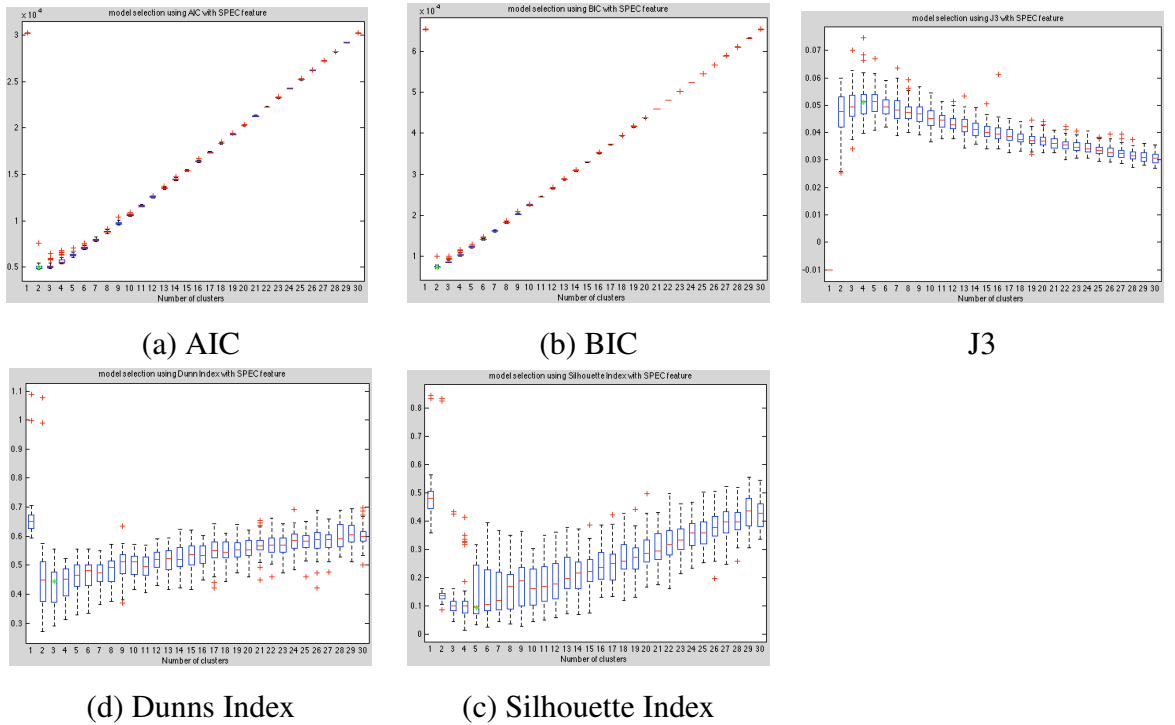 model selection using AIC with SPEC feature
x 10^4
3
2.5
2
1.5
1
0.5
1 2 3 4 5 6 7 8 9 10 11 12 13 14 15 16 17 18 19 20 21 22 23 24 25 26 27 28 29 30
Number of clusters
(a) AIC
model selection using BIC with SPEC feature
x 10^4
6
5
4
3
2
1
1 2 3 4 5 6 7 8 9 10 11 12 13 14 15 16 17 18 19 20 21 22 23 24 25 26 27 28 29 30
Number of clusters
(b) BIC
model selection using J3 with SPEC feature
0.07
0.06
0.05
0.04
0.03
0.02
0.01
0
-0.01
1 2 3 4 5 6 7 8 9 10 11 12 13 14 15 16 17 18 19 20 21 22 23 24 25 26 27 28 29 30
Number of clusters
J3
model selection using Dunn Index with SPEC feature
1.1
1
0.9
0.8
0.7
0.6
0.5
0.4
0.3
1 2 3 4 5 6 7 8 9 10 11 12 13 14 15 16 17 18 19 20 21 22 23 24 25 26 27 28 29 30
Number of clusters
(d) Dunns Index
model selection using Silhouette Index with SPEC feature
0.8
0.7
0.6
0.5
0.4
0.3
0.2
0.1
0
1 2 3 4 5 6 7 8 9 10 11 12 13 14 15 16 17 18 19 20 21 22 23 24 25 26 27 28 29 30
Number of clusters
(c) Silhouette Index